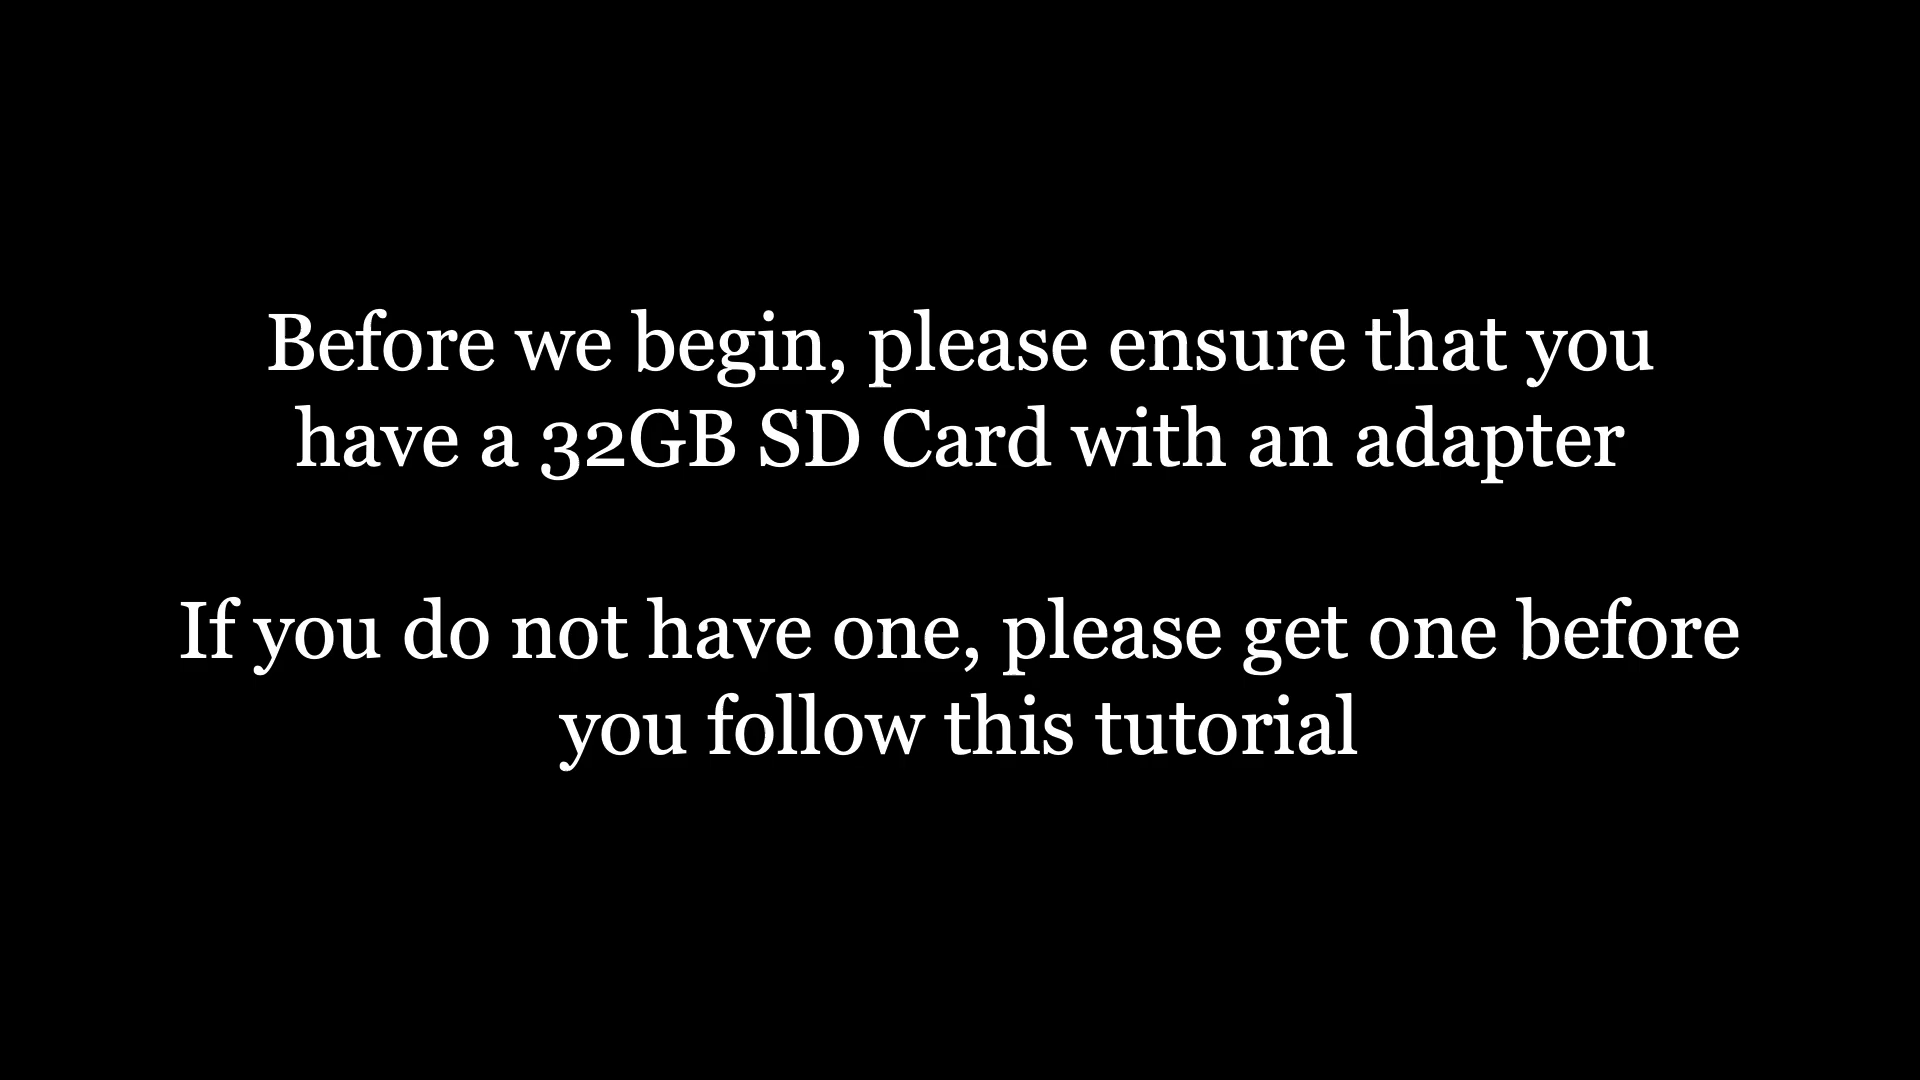 Before we begin, please ensure that you
have a 32GB SD Card with an adapter
If you do not have one, please get one before
you follow this tutorial